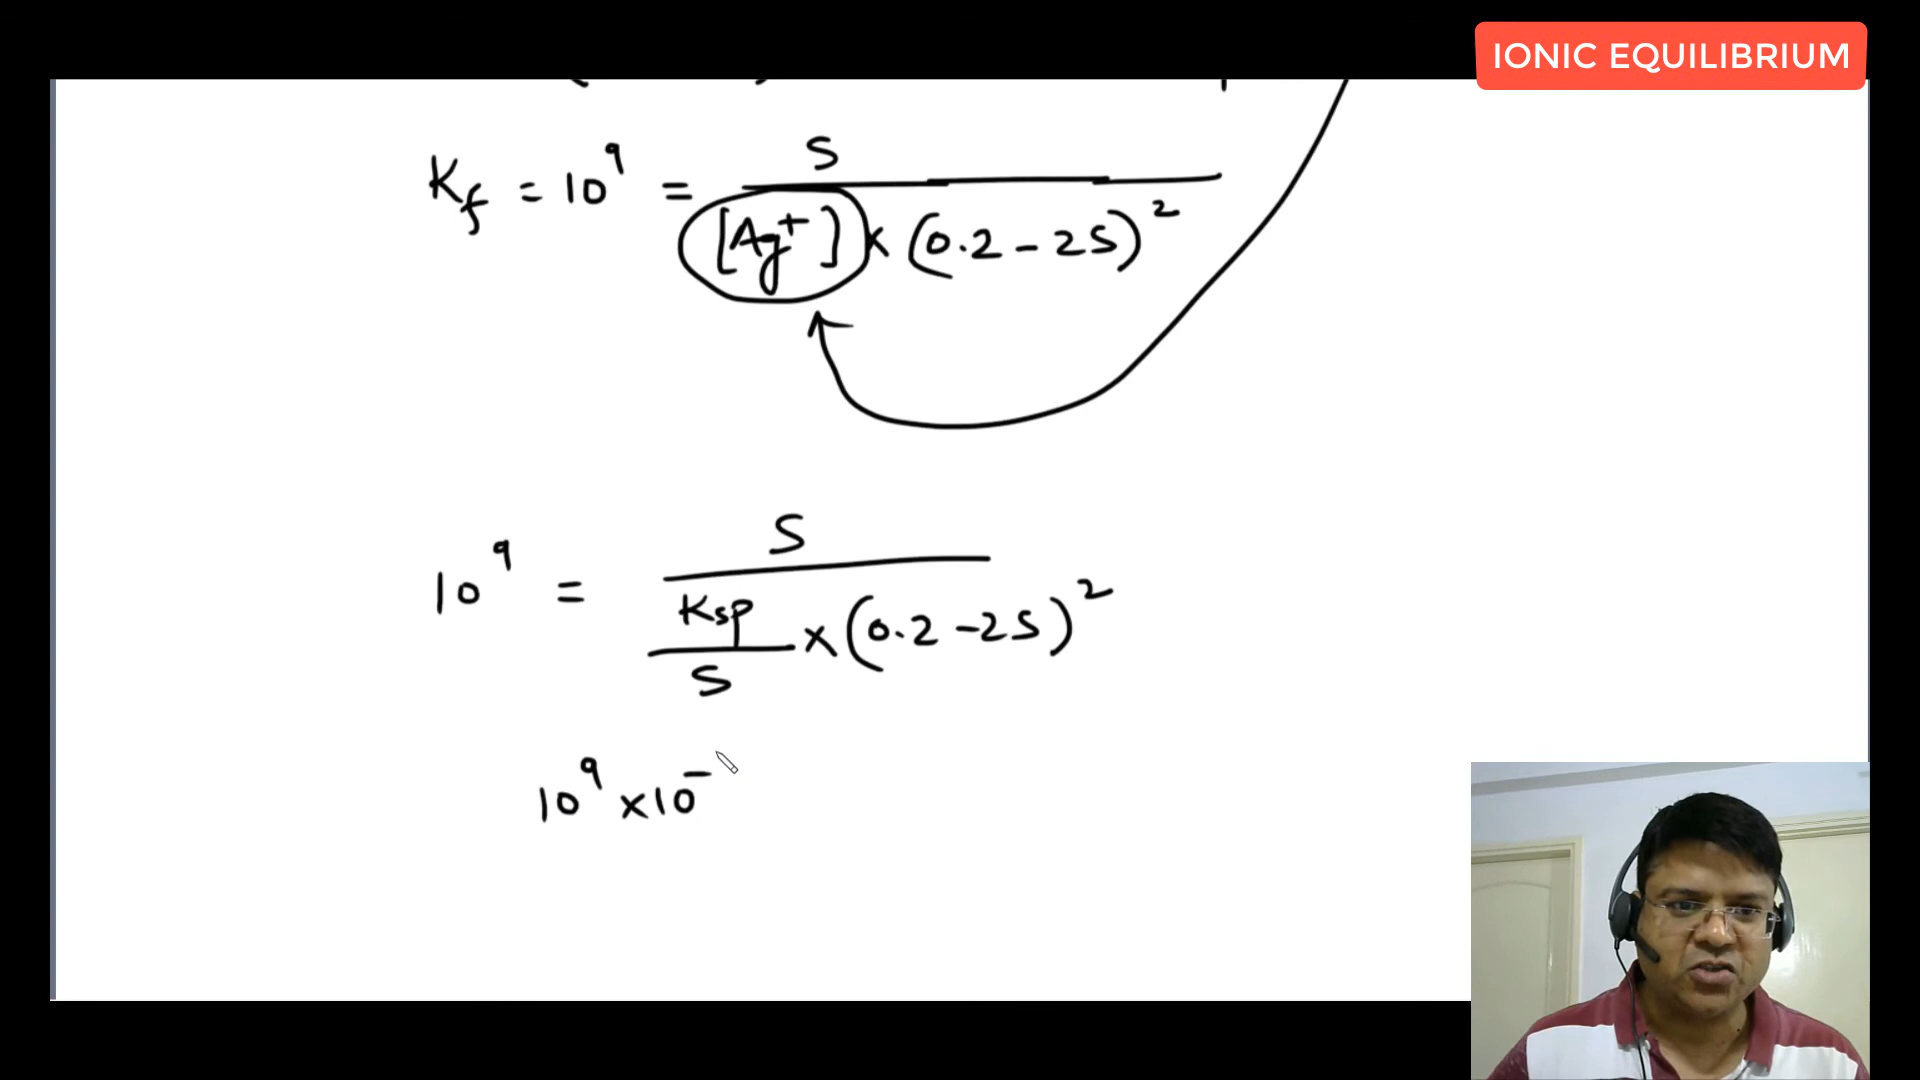 IONIC EQUILIBRIUM
Kf = 10^9 = S / [Ag+] × (0.2 - 2S)^2
10^9 = S / (Ksp / S) × (0.2 - 2S)^2
10^9 × 10^-